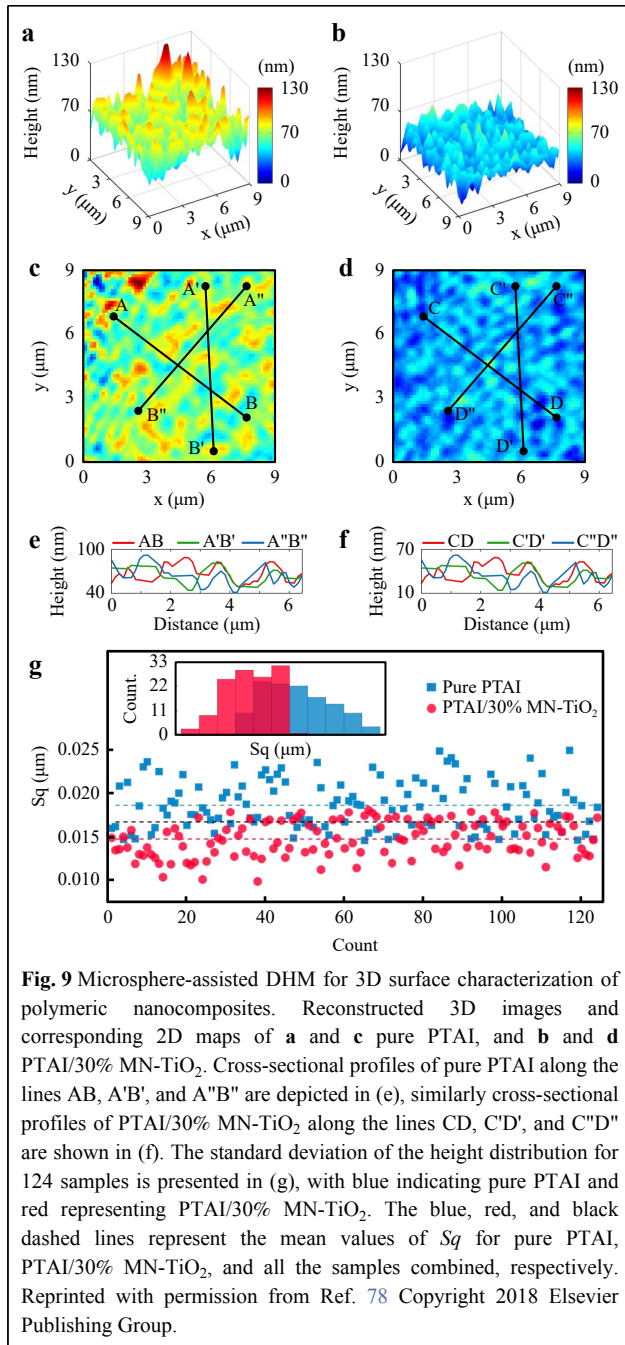 a
b
130
70
0
Height (nm)
(nm)
130
70
0
y (μm)
3
6
9
0
3
6
9
x (μm)
130
70
0
Height (nm)
(nm)
130
70
0
y (μm)
3
6
9
0
3
6
9
x (μm)
c
d
9
6
3
0
y (μm)
A
A'
A"
B"
B
B'
3
6
9
x (μm)
9
6
3
0
y (μm)
C
C'
C"
D"
D
D'
3
6
9
x (μm)
e
AB A'B' A"B"
Height (nm)
100
40
0 2 4 6
Distance (μm)
f
CD C'D' C"D"
Height (nm)
70
10
0 2 4 6
Distance (μm)
g
33
22
11
0
Count.
Sq (μm)
Pure PTAI
PTAI/30% MN-TiO₂
0.025
0.020
0.015
0.010
Sq (μm)
0 20 40 60 80 100 120
Count
Fig. 9 Microsphere-assisted DHM for 3D surface characterization of
polymeric nanocomposites. Reconstructed 3D images and
corresponding 2D maps of a and c pure PTAI, and b and d
PTAI/30% MN-TiO₂. Cross-sectional profiles of pure PTAI along the
lines AB, A'B', and A"B" are depicted in (e), similarly cross-sectional
profiles of PTAI/30% MN-TiO₂ along the lines CD, C'D', and C"D"
are shown in (f). The standard deviation of the height distribution for
124 samples is presented in (g), with blue indicating pure PTAI and
red representing PTAI/30% MN-TiO₂. The blue, red, and black
dashed lines represent the mean values of Sq for pure PTAI,
PTAI/30% MN-TiO₂, and all the samples combined, respectively.
Reprinted with permission from Ref. 78 Copyright 2018 Elsevier
Publishing Group.